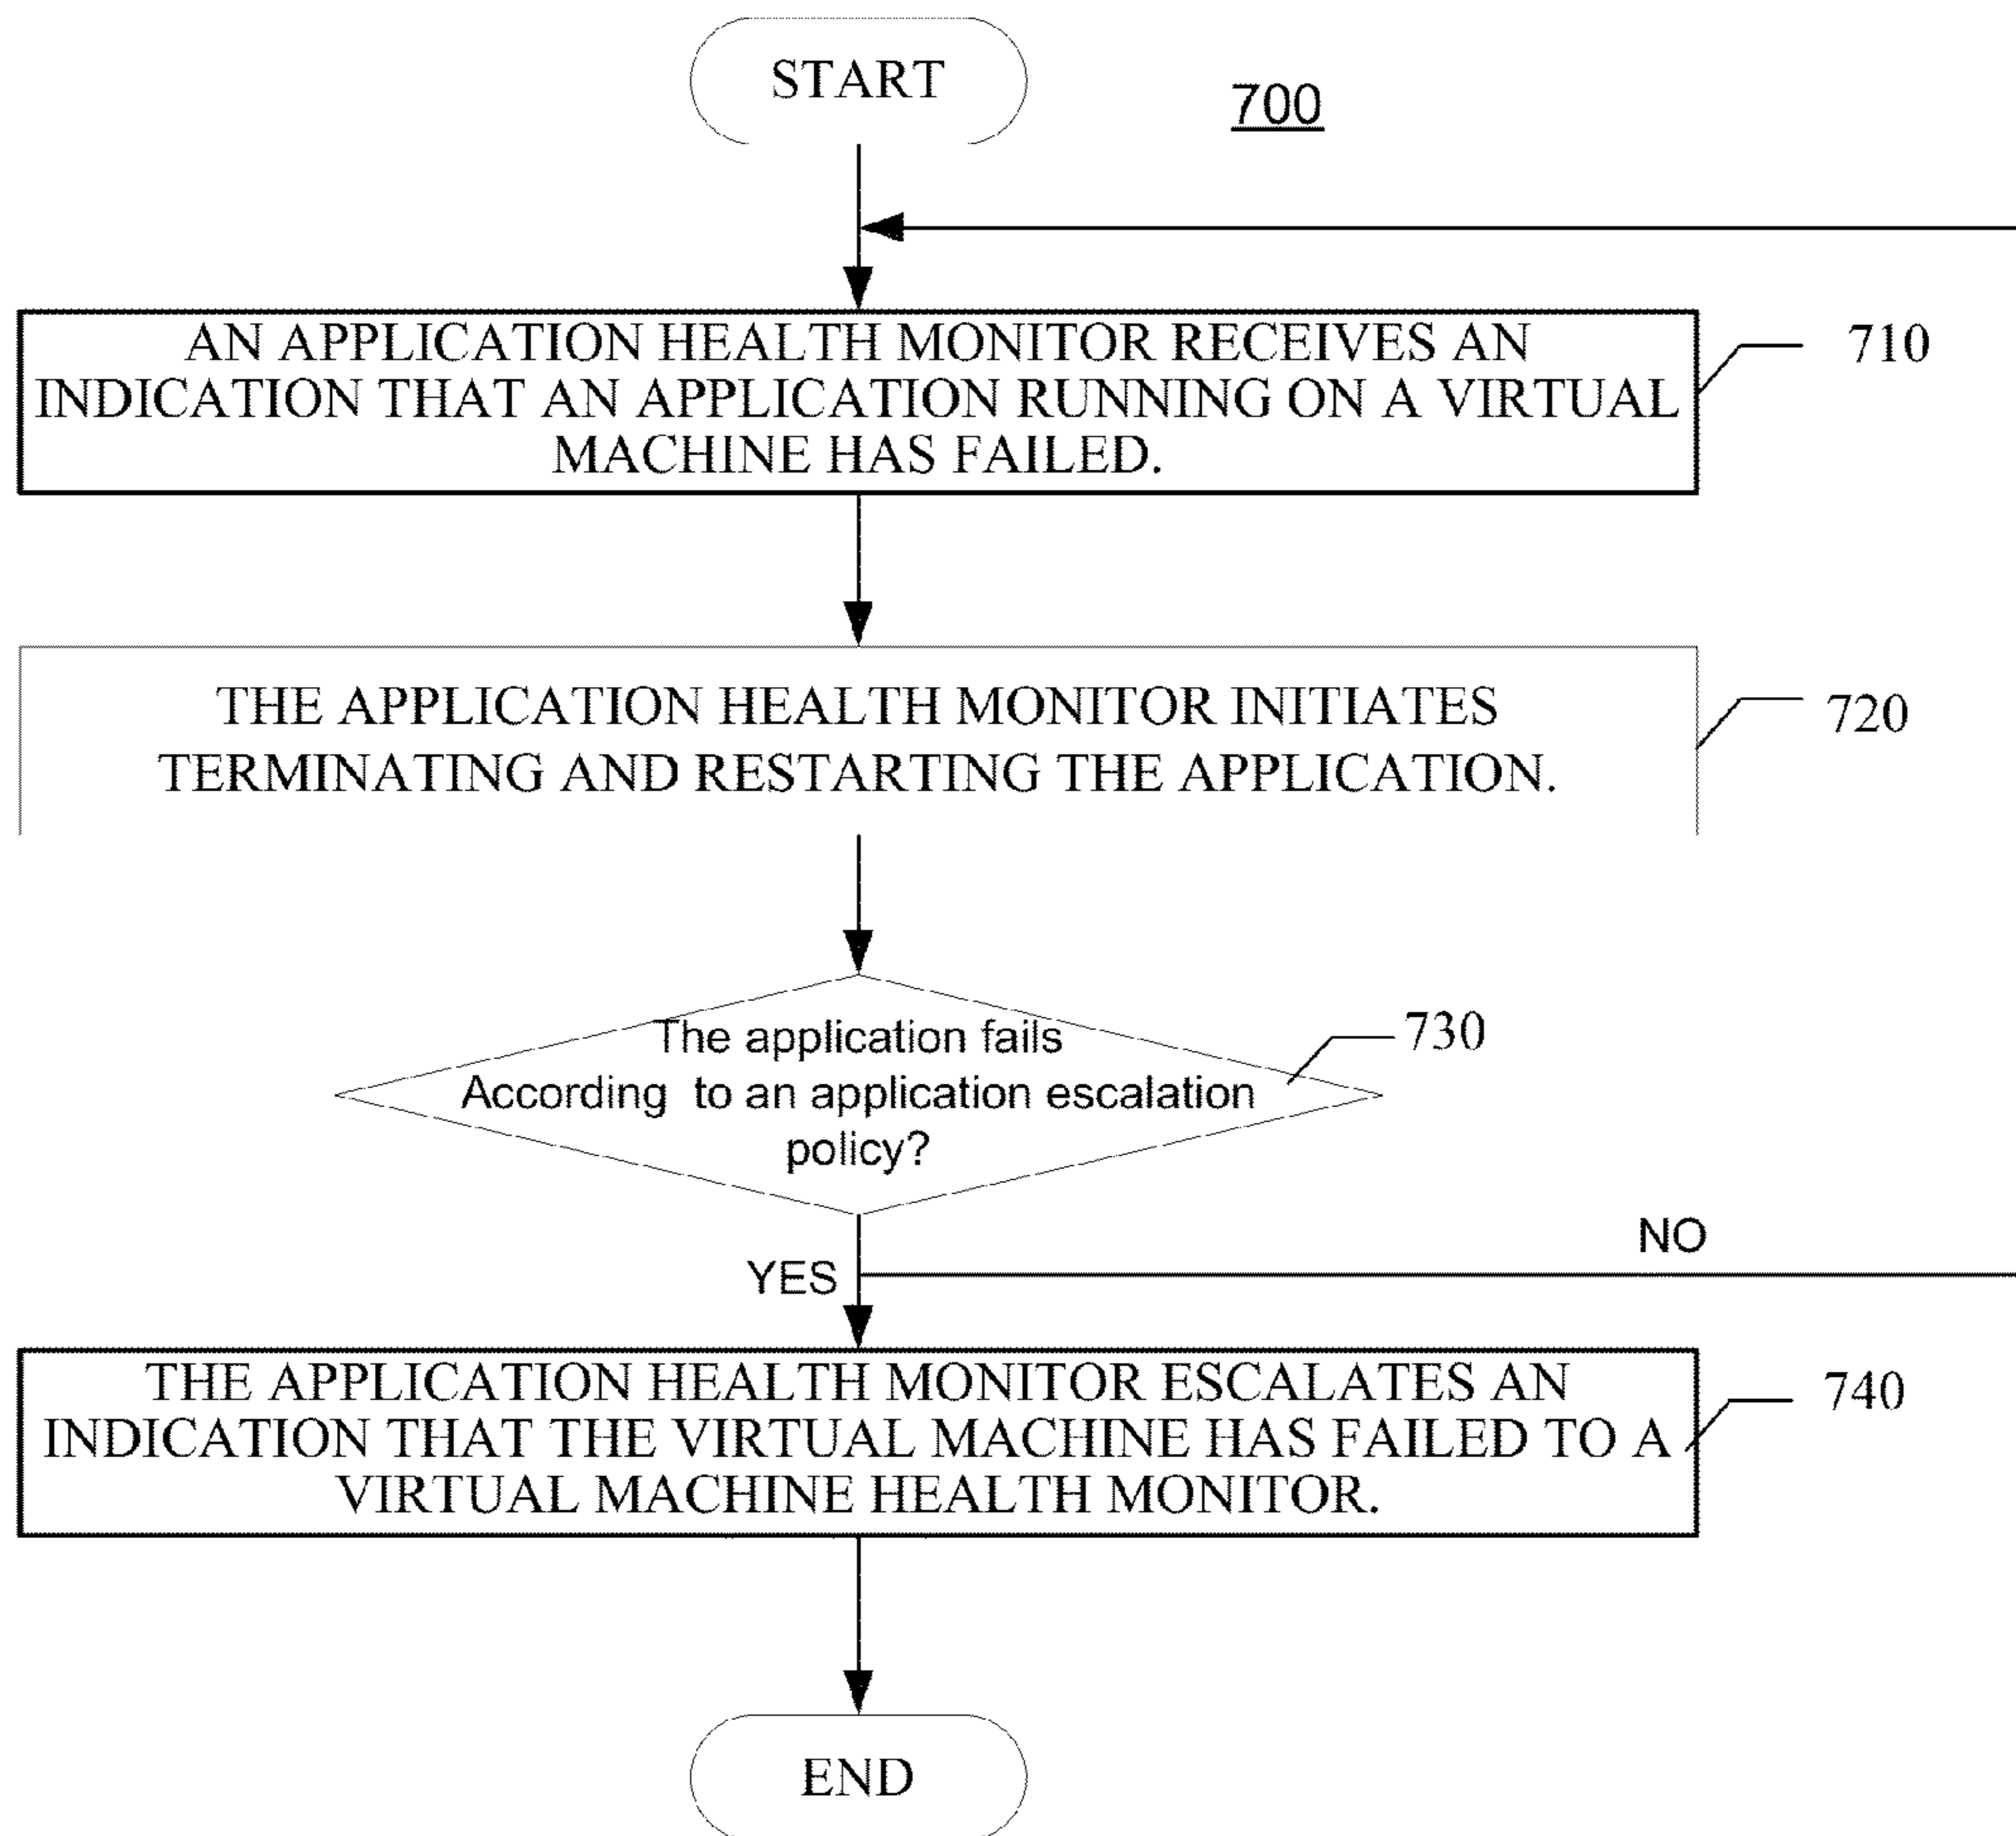 START
700
AN APPLICATION HEALTH MONITOR RECEIVES AN
INDICATION THAT AN APPLICATION RUNNING ON A VIRTUAL
MACHINE HAS FAILED.
710
THE APPLICATION HEALTH MONITOR INITIATES
TERMINATING AND RESTARTING THE APPLICATION.
720
The application fails
According to an application escalation
policy?
730
NO
YES
THE APPLICATION HEALTH MONITOR ESCALATES AN
INDICATION THAT THE VIRTUAL MACHINE HAS FAILED TO A
VIRTUAL MACHINE HEALTH MONITOR.
740
END